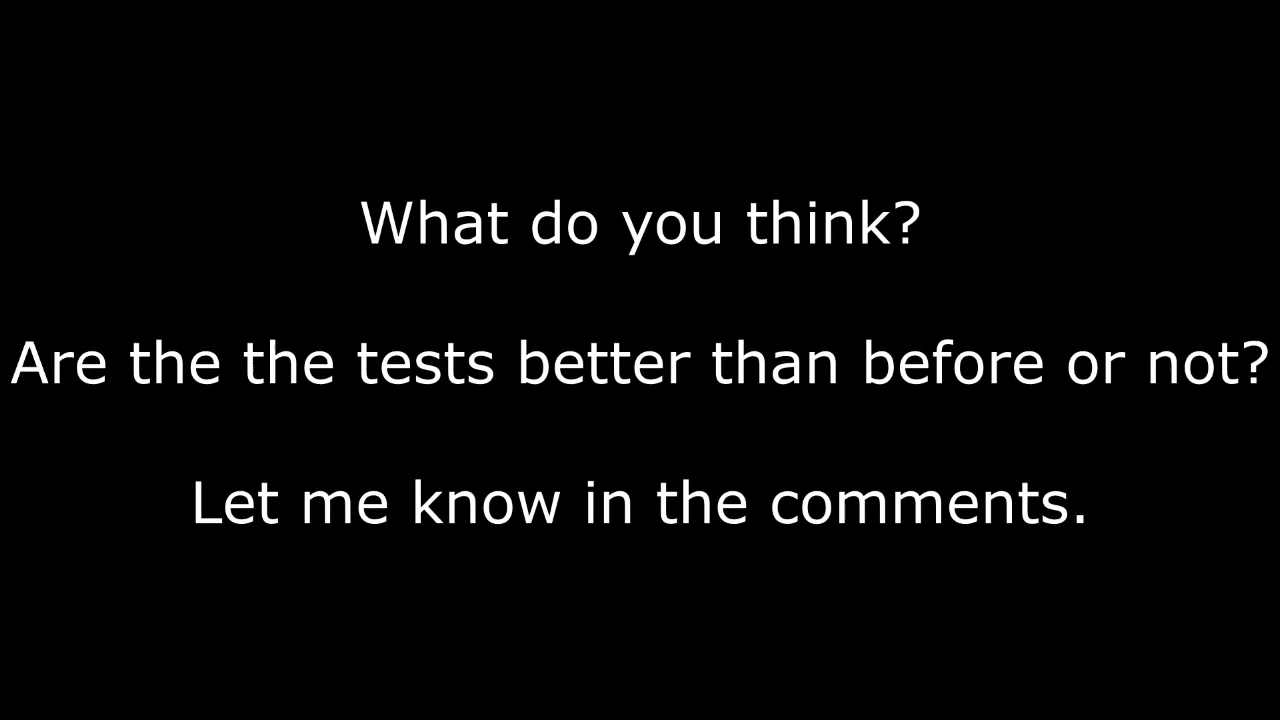 What do you think?
Are the the tests better than before or not?
Let me know in the comments.